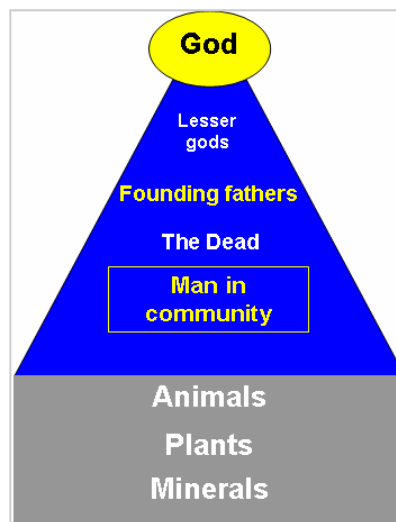 God
Lesser
gods
Founding fathers
The Dead
Man in
community
Animals
Plants
Minerals